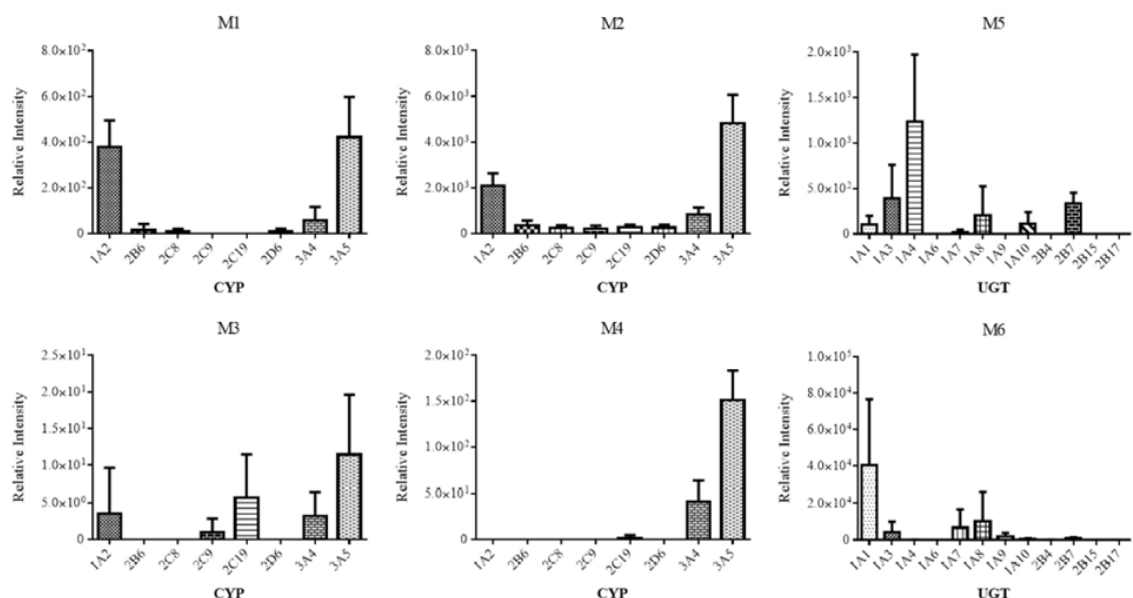 M1
Relative Intensity
8.0×10²
6.0×10²
4.0×10²
2.0×10²
0
1A2
2B6
2C8
2C9
2C19
2D6
3A4
3A5
CYP
M2
Relative Intensity
8.0×10³
6.0×10³
4.0×10³
2.0×10³
0
1A2
2B6
2C8
2C9
2C19
2D6
3A4
3A5
CYP
M5
Relative Intensity
2.0×10³
1.5×10³
1.0×10³
5.0×10²
0
1A1
1A3
1A4
1A6
1A7
1A8
1A9
1A10
2B4
2B7
2B15
2B17
UGT
M3
Relative Intensity
2.5×10¹
2.0×10¹
1.5×10¹
1.0×10¹
5.0×10⁰
0
1A2
2B6
2C8
2C9
2C19
2D6
3A4
3A5
CYP
M4
Relative Intensity
2.0×10²
1.5×10²
1.0×10²
5.0×10¹
0
1A2
2B6
2C8
2C9
2C19
2D6
3A4
3A5
CYP
M6
Relative Intensity
1.0×10⁵
8.0×10⁴
6.0×10⁴
4.0×10⁴
2.0×10⁴
0
1A1
1A3
1A4
1A6
1A7
1A8
1A9
1A10
2B4
2B7
2B15
2B17
UGT